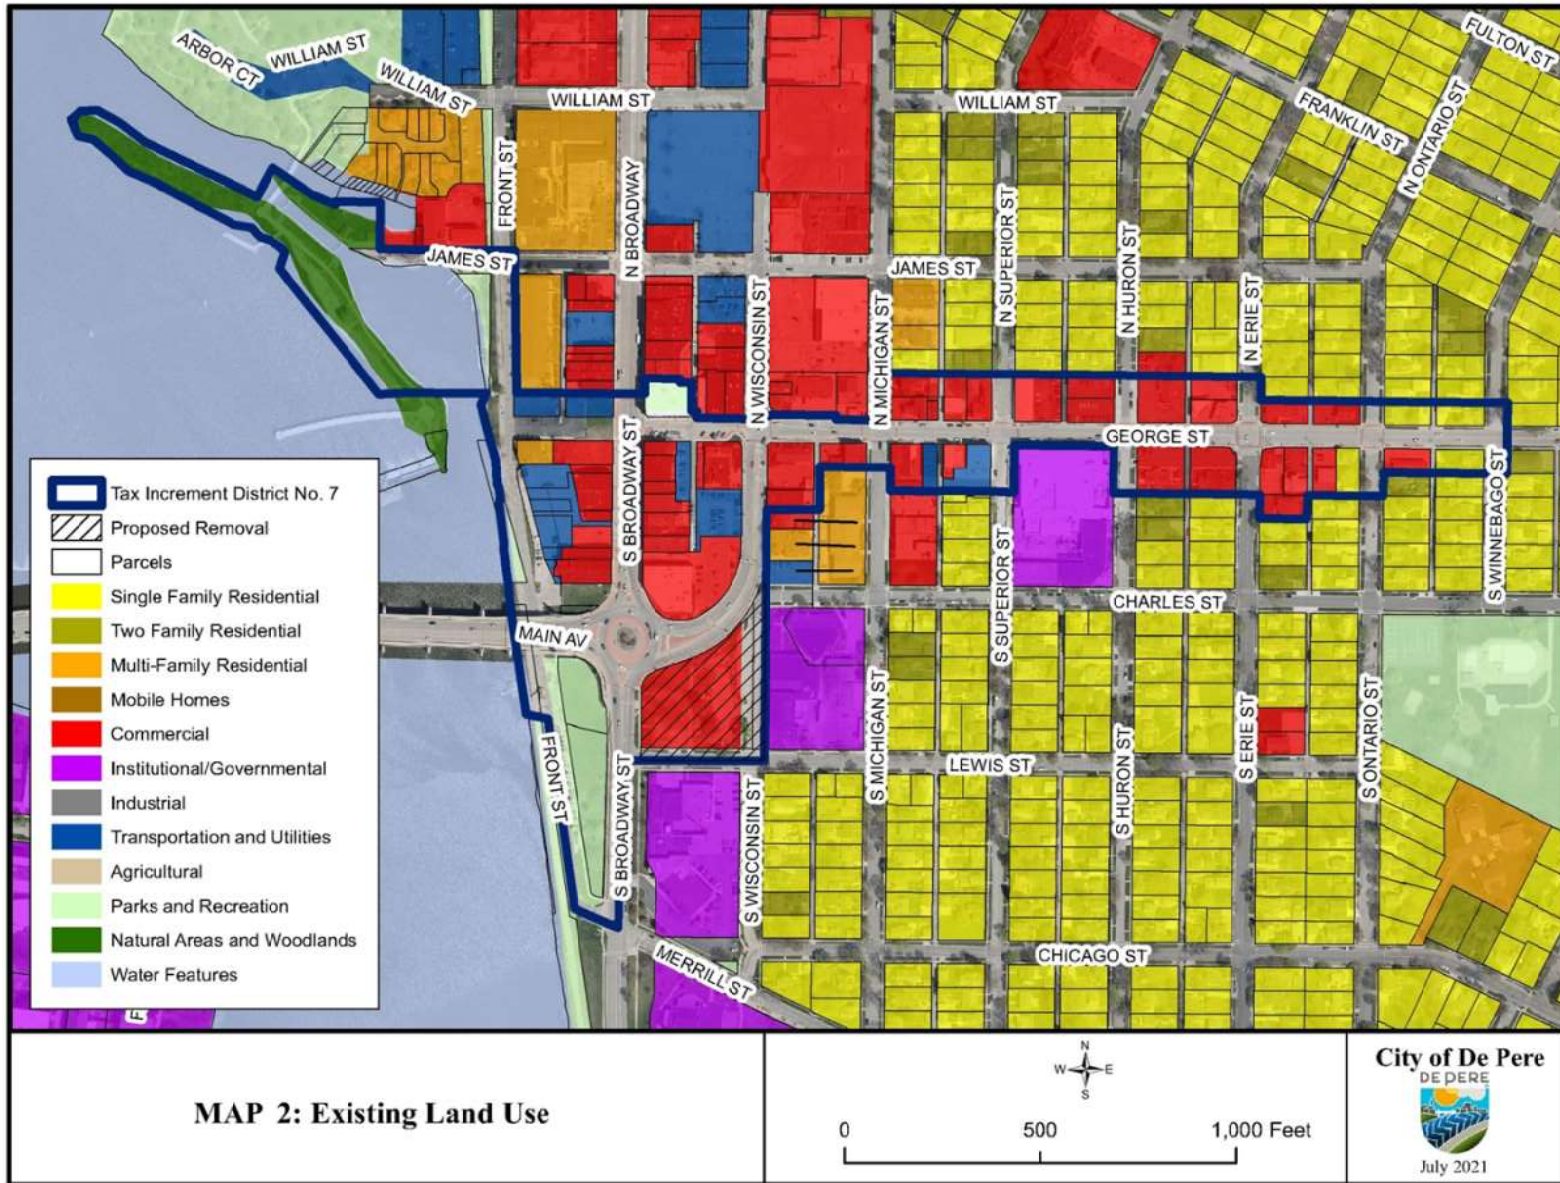 FULTON ST
ARBOR CT
WILLIAM ST
WILLIAM ST
WILLIAM ST
WILLIAM ST
FRANKLIN ST
N ONTARIO ST
FRONT ST
N BROADWAY
N SUPERIOR ST
N HURON ST
JAMES ST
JAMES ST
N WISCONSIN ST
N MICHIGAN ST
N ERIE ST
GEORGE ST
S BROADWAY ST
S WINNEBAGO ST
S SUPERIOR ST
CHARLES ST
MAIN AV
S MICHIGAN ST
S ERIE ST
S ONTARIO ST
FRONT ST
LEWIS ST
S HURON ST
S BROADWAY ST
S WISCONSIN ST
MERRILL ST
CHICAGO ST
Tax Increment District No. 7
Proposed Removal
Parcels
Single Family Residential
Two Family Residential
Multi-Family Residential
Mobile Homes
Commercial
Institutional/Governmental
Industrial
Transportation and Utilities
Agricultural
Parks and Recreation
Natural Areas and Woodlands
Water Features
MAP 2: Existing Land Use
N
W E
S
0 500 1,000 Feet
City of De Pere
DE PERE
July 2021